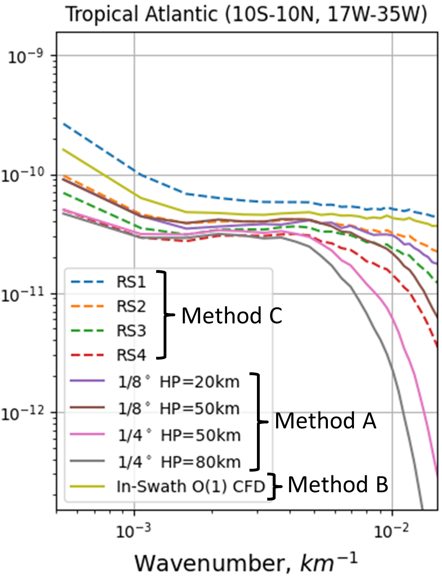 Tropical Atlantic (10S-10N, 17W-35W)
10⁻⁹
10⁻¹⁰
10⁻¹¹
10⁻¹²
RS1
RS2
RS3
RS4
Method C
1/8° HP=20km
1/8° HP=50km
1/4° HP=50km
1/4° HP=80km
Method A
In-Swath O(1) CFD
Method B
10⁻³
10⁻²
Wavenumber, km⁻¹